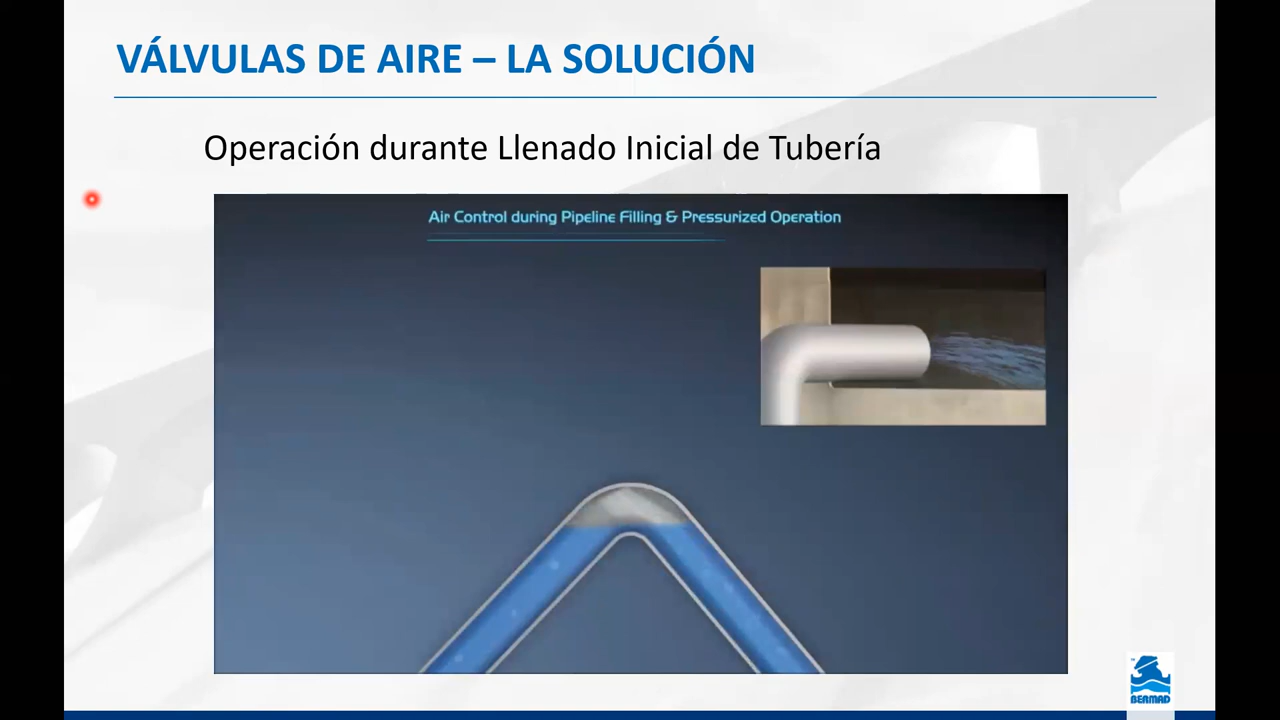 VÁLVULAS DE AIRE – LA SOLUCIÓN
Operación durante Llenado Inicial de Tubería
Air Control during Pipeline Filling & Pressurized Operation
BERMAD